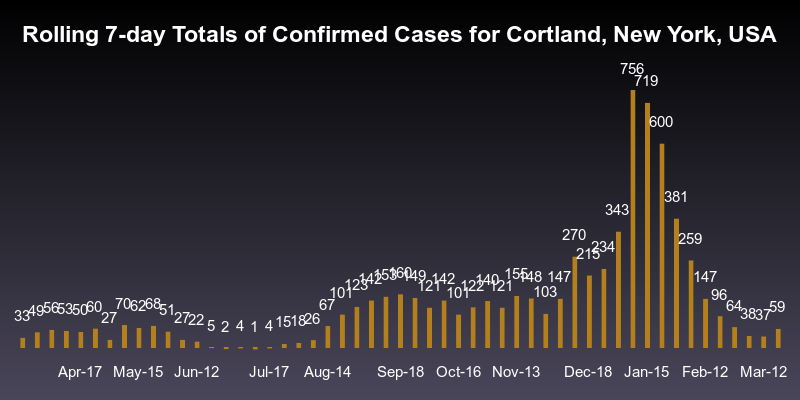 Rolling 7-day Totals of Confirmed Cases for Cortland, New York, USA
33 49 56 53 50 60 27 70 62 68 51 27 22 5 2 4 1 4 15 18 26 67 101 123 142 153 160 149 121 142 101 122 140 121 155 148 103 147 270 215 234 343 756 719 600 381 259 147 96 64 38 37 59
Apr-17 May-15 Jun-12 Jul-17 Aug-14 Sep-18 Oct-16 Nov-13 Dec-18 Jan-15 Feb-12 Mar-12